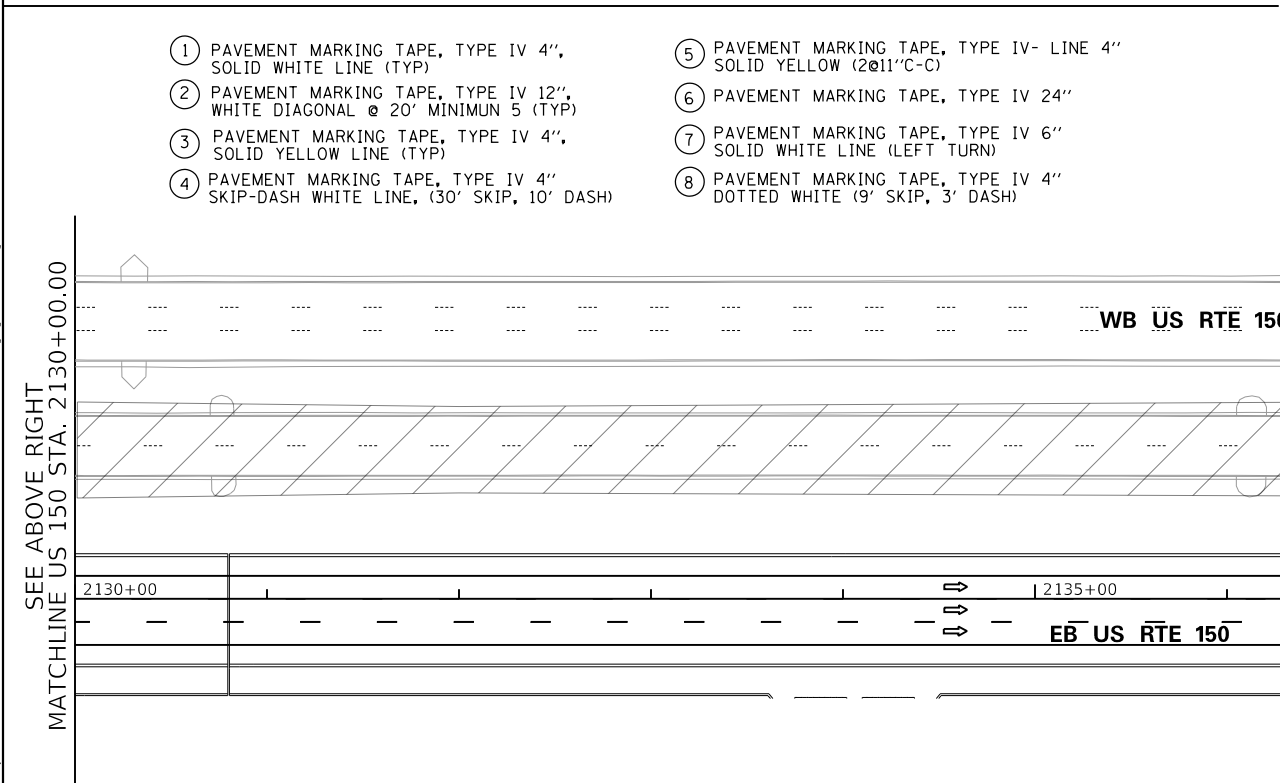 1 PAVEMENT MARKING TAPE, TYPE IV 4",
SOLID WHITE LINE (TYP)
2 PAVEMENT MARKING TAPE, TYPE IV 12",
WHITE DIAGONAL @ 20' MINIMUN 5 (TYP)
3 PAVEMENT MARKING TAPE, TYPE IV 4",
SOLID YELLOW LINE (TYP)
4 PAVEMENT MARKING TAPE, TYPE IV 4"
SKIP-DASH WHITE LINE, (30' SKIP, 10' DASH)
5 PAVEMENT MARKING TAPE, TYPE IV- LINE 4"
SOLID YELLOW (2@11"C-C)
6 PAVEMENT MARKING TAPE, TYPE IV 24"
7 PAVEMENT MARKING TAPE, TYPE IV 6"
SOLID WHITE LINE (LEFT TURN)
8 PAVEMENT MARKING TAPE, TYPE IV 4"
DOTTED WHITE (9' SKIP, 3' DASH)
SEE ABOVE RIGHT
MATCHLINE US 150 STA. 2130+00.00
WB US RTE 150
2130+00
2135+00
EB US RTE 150